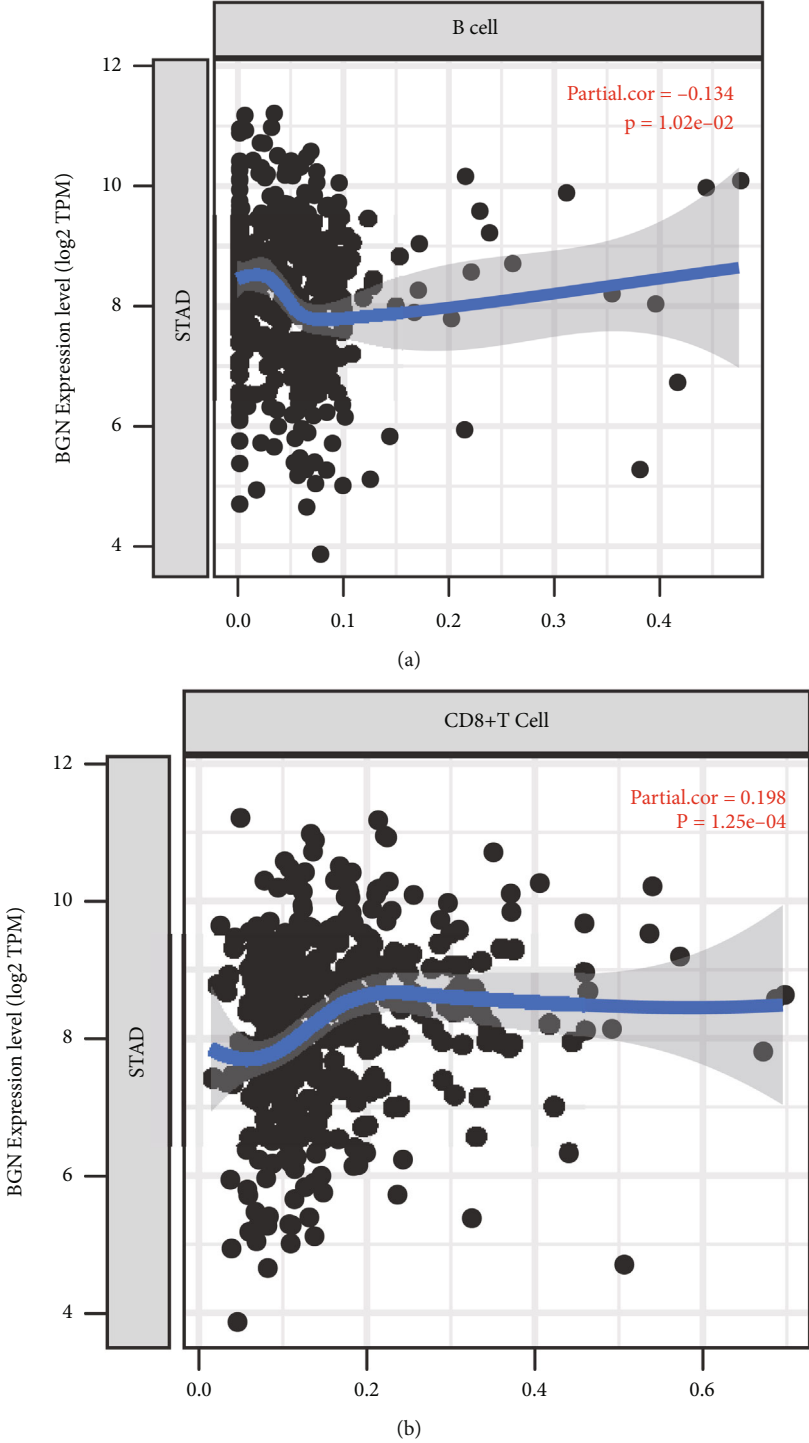 B cell
Partial.cor = –0.134
p = 1.02e–02
BGN Expression level (log2 TPM)
STAD
12
10
8
6
4
0.0 0.1 0.2 0.3 0.4
(a)
CD8+T Cell
Partial.cor = 0.198
P = 1.25e–04
BGN Expression level (log2 TPM)
STAD
12
10
8
6
4
0.0 0.2 0.4 0.6
(b)